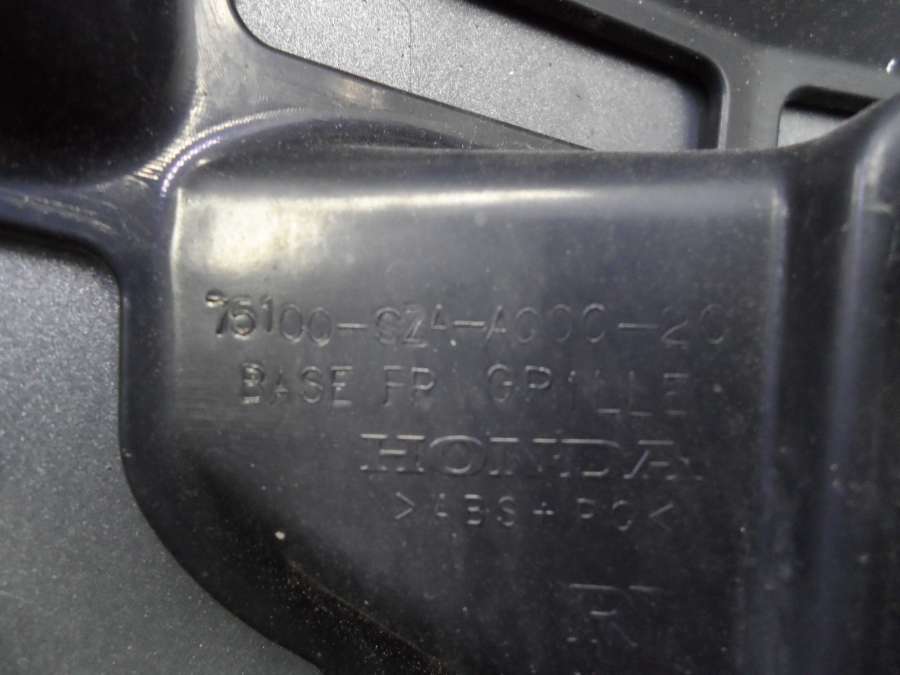 75100-SZA-A000-20
BASE FR GRILLE
HONDA
>ABS+PC<